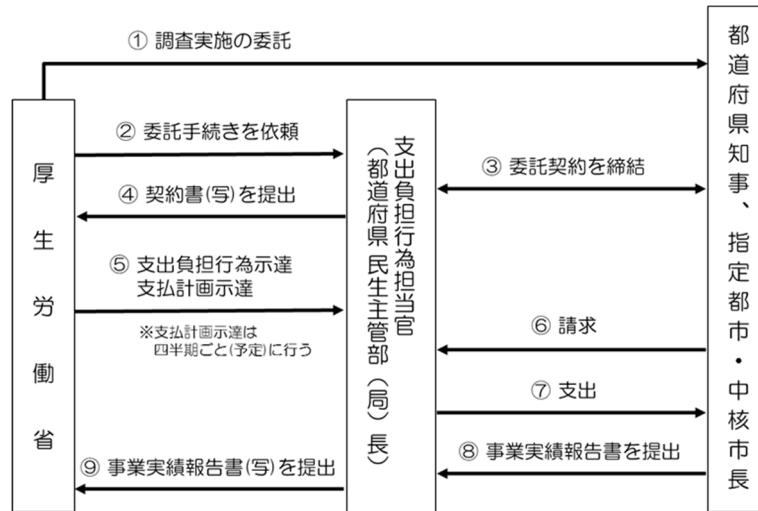 ① 調査実施の委託
厚生労働省
② 委託手続きを依頼
④ 契約書(写)を提出
⑤ 支出負担行為示達
支払計画示達
※支払計画示達は
四半期ごと(予定)に行う
⑨ 事業実績報告書(写)を提出
支出負担行為担当官
(都道府県 民生主管部(局)長)
③ 委託契約を締結
⑥ 請求
⑦ 支出
⑧ 事業実績報告書を提出
都道府県知事、指定都市・中核市長